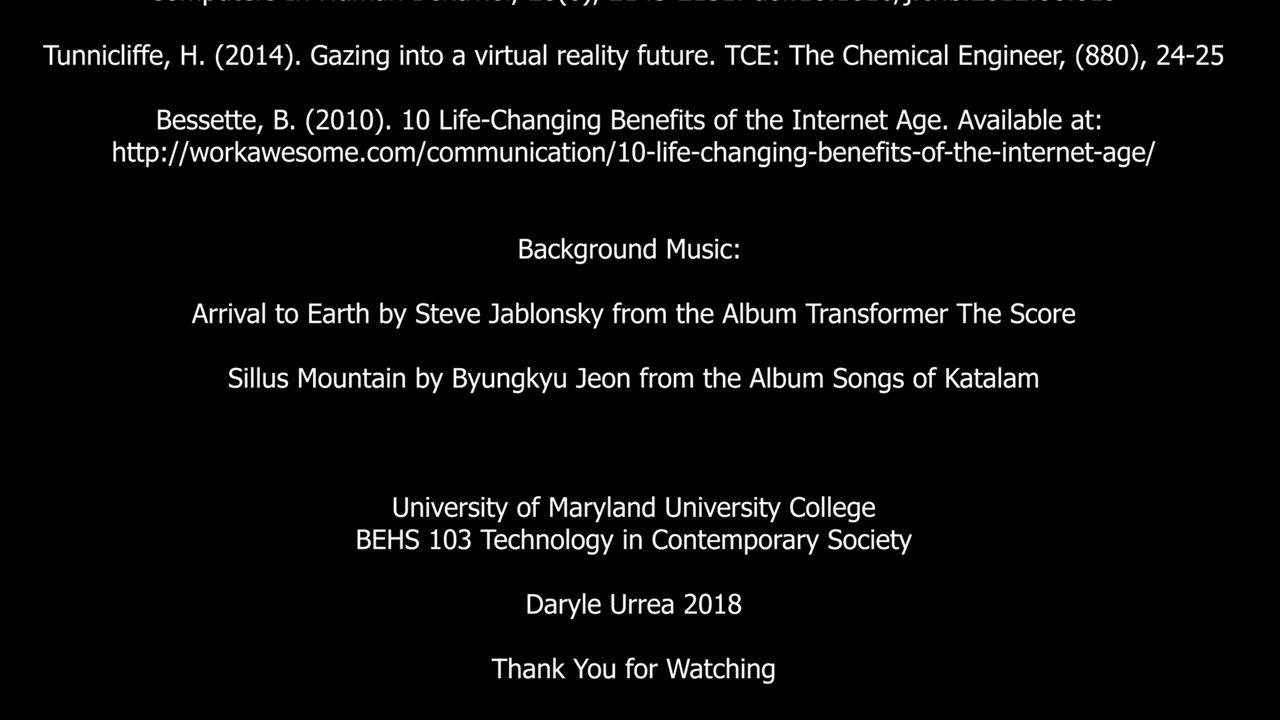 Tunnicliffe, H. (2014). Gazing into a virtual reality future. TCE: The Chemical Engineer, (880), 24-25
Bessette, B. (2010). 10 Life-Changing Benefits of the Internet Age. Available at:
http://workawesome.com/communication/10-life-changing-benefits-of-the-internet-age/
Background Music:
Arrival to Earth by Steve Jablonsky from the Album Transformer The Score
Sillus Mountain by Byungkyu Jeon from the Album Songs of Katalam
University of Maryland University College
BEHS 103 Technology in Contemporary Society
Daryle Urrea 2018
Thank You for Watching